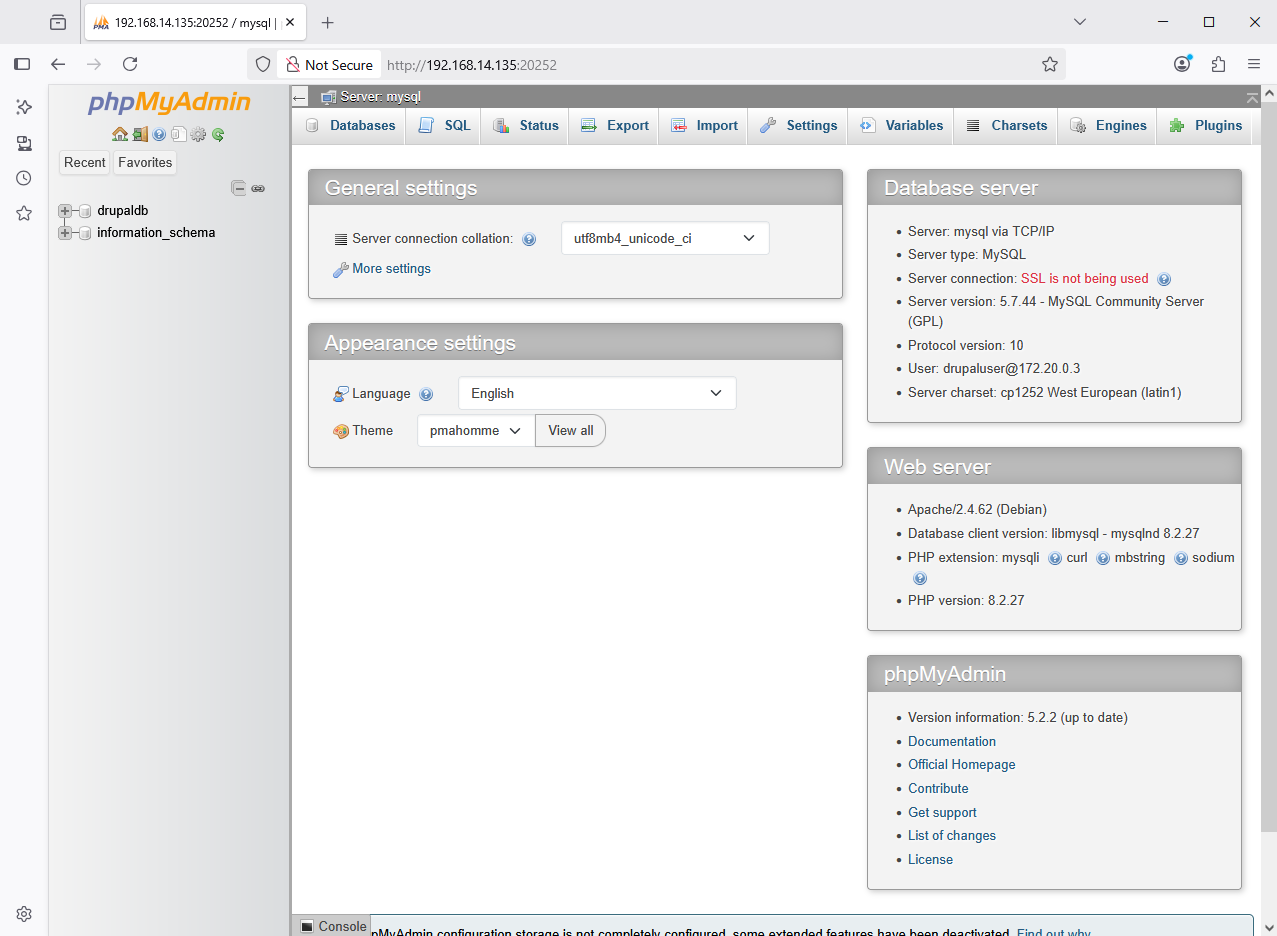 192.168.14.135:20252 / mysql |
Not Secure http://192.168.14.135:20252
phpMyAdmin
Recent Favorites
drupaldb
information_schema
Server: mysql
Databases SQL Status Export Import Settings Variables Charsets Engines Plugins
General settings
Server connection collation: utf8mb4_unicode_ci
More settings
Appearance settings
Language English
Theme pmahomme View all
Database server
Server: mysql via TCP/IP
Server type: MySQL
Server connection: SSL is not being used
Server version: 5.7.44 - MySQL Community Server
(GPL)
Protocol version: 10
User: drupaluser@172.20.0.3
Server charset: cp1252 West European (latin1)
Web server
Apache/2.4.62 (Debian)
Database client version: libmysql - mysqlnd 8.2.27
PHP extension: mysqli curl mbstring sodium
PHP version: 8.2.27
phpMyAdmin
Version information: 5.2.2 (up to date)
Documentation
Official Homepage
Contribute
Get support
List of changes
License
Console
pMyAdmin configuration storage is not completely configured, some extended features have been deactivated. Find out why.